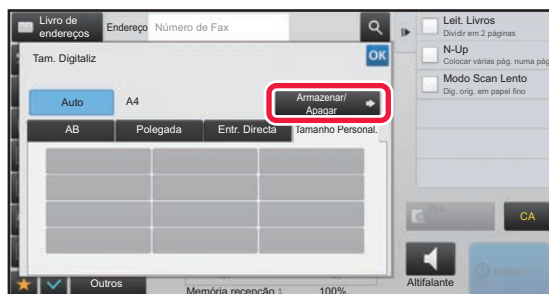 Livro de
endereços
Endereço
Número de Fax
Tam. Digitaliz
OK
Auto
A4
Armazenar/
Apagar
AB
Polegada
Entr. Directa
Tamanho Personal.
Outros
Memória recepção :
100%
Leit. Livros
Dividir em 2 páginas
N-Up
Colocar várias pág. numa pág
Modo Scan Lento
Dig. orig. em papel fino
CA
Altifalante